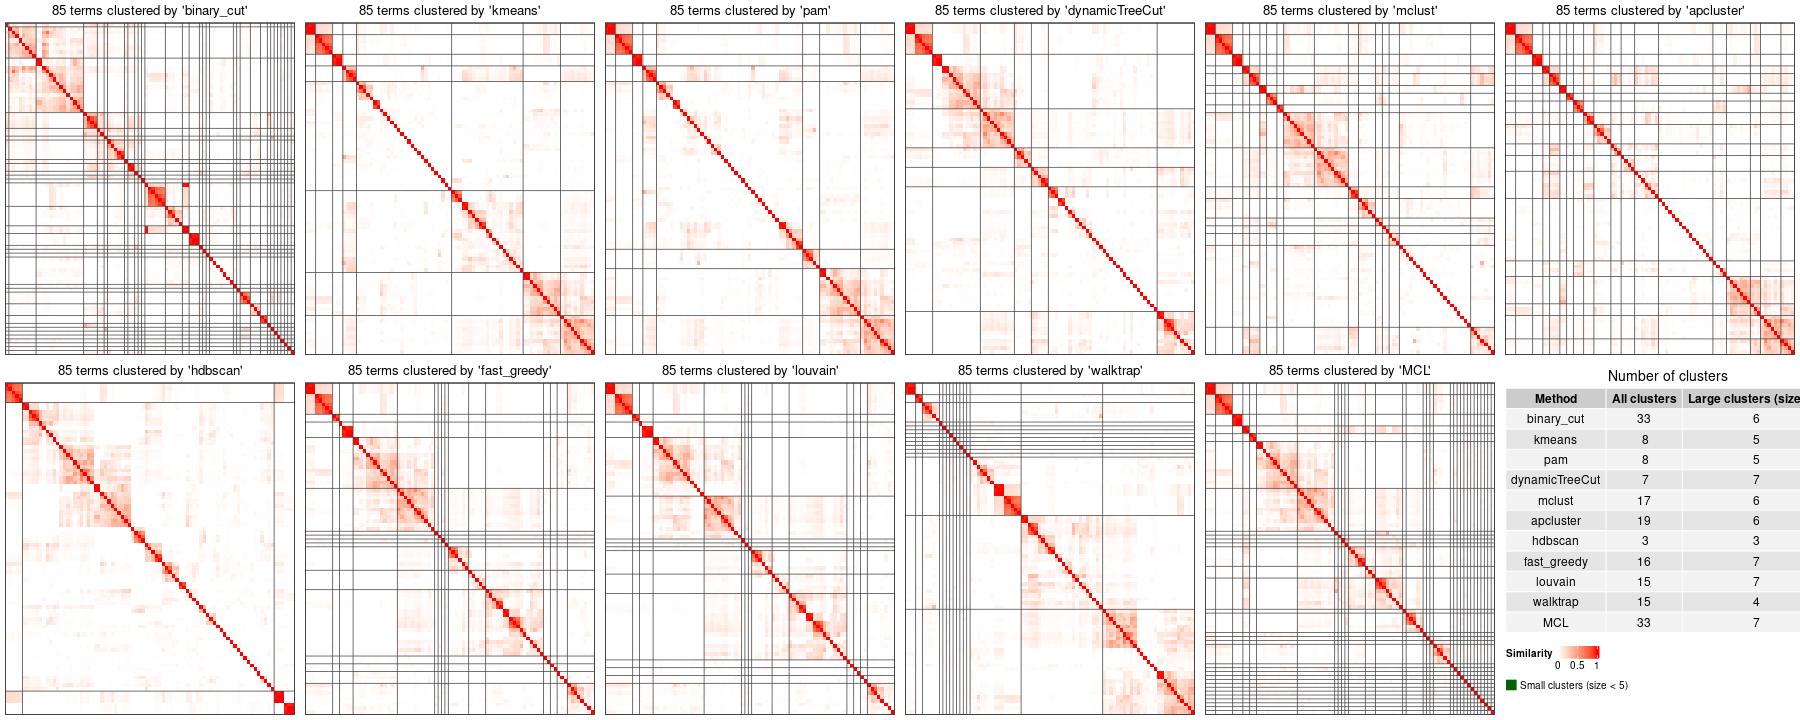 85 terms clustered by 'binary_cut'
85 terms clustered by 'kmeans'
85 terms clustered by 'pam'
85 terms clustered by 'dynamicTreeCut'
85 terms clustered by 'mclust'
85 terms clustered by 'apcluster'
85 terms clustered by 'hdbscan'
85 terms clustered by 'fast_greedy'
85 terms clustered by 'louvain'
85 terms clustered by 'walktrap'
85 terms clustered by 'MCL'
Number of clusters
Method All clusters Large clusters (size
binary_cut 33 6
kmeans 8 5
pam 8 5
dynamicTreeCut 7 7
mclust 17 6
apcluster 19 6
hdbscan 3 3
fast_greedy 16 7
louvain 15 7
walktrap 15 4
MCL 33 7
Similarity
0 0.5 1
Small clusters (size < 5)